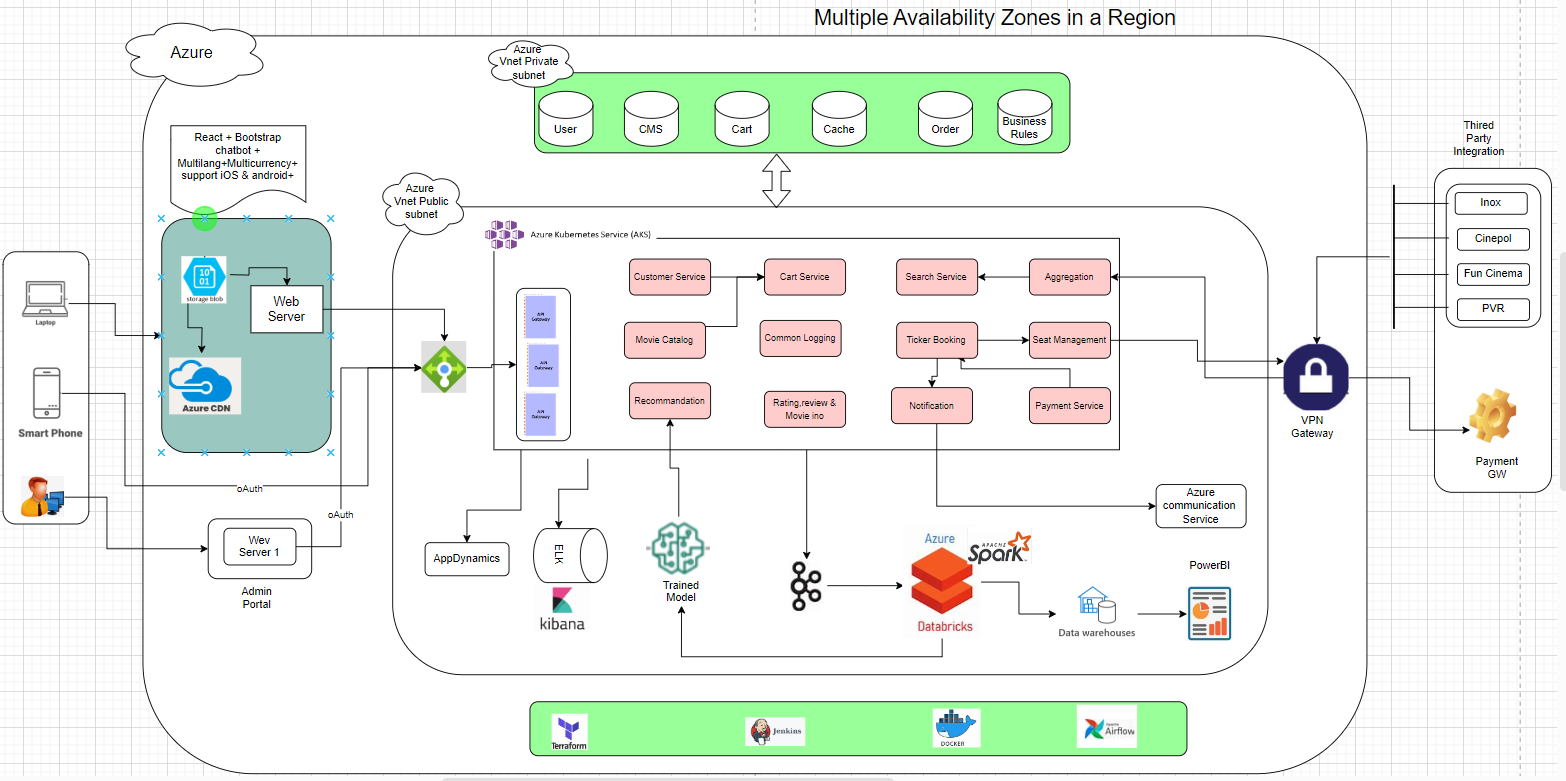 Multiple Availability Zones in a Region
Azure
Azure
Vnet Private
subnet
User
CMS
Cart
Cache
Order
Business
Rules
React + Bootstrap
chatbot +
Multilang+Multicurrency+
support iOS & android+
Thired
Party
Integration
Azure
Vnet Public
subnet
Azure Kubernetes Service (AKS)
Inox
Cinepol
Fun Cinema
PVR
10
01
storage blob
Web
Server
Azure CDN
Laptop
Smart Phone
API
Gateway
API
Gateway
API
Gateway
Customer Service
Cart Service
Search Service
Aggregation
Movie Catalog
Common Logging
Ticker Booking
Seat Management
Recommandation
Rating,review &
Movie ino
Notification
Payment Service
VPN
Gateway
Payment
GW
oAuth
oAuth
Wev
Server 1
Admin
Portal
AppDynamics
ELK
kibana
Trained
Model
Azure
Databricks
APACHE
Spark
Azure
communication
Service
Data warehouses
PowerBI
Terraform
Jenkins
DOCKER
Apache
Airflow